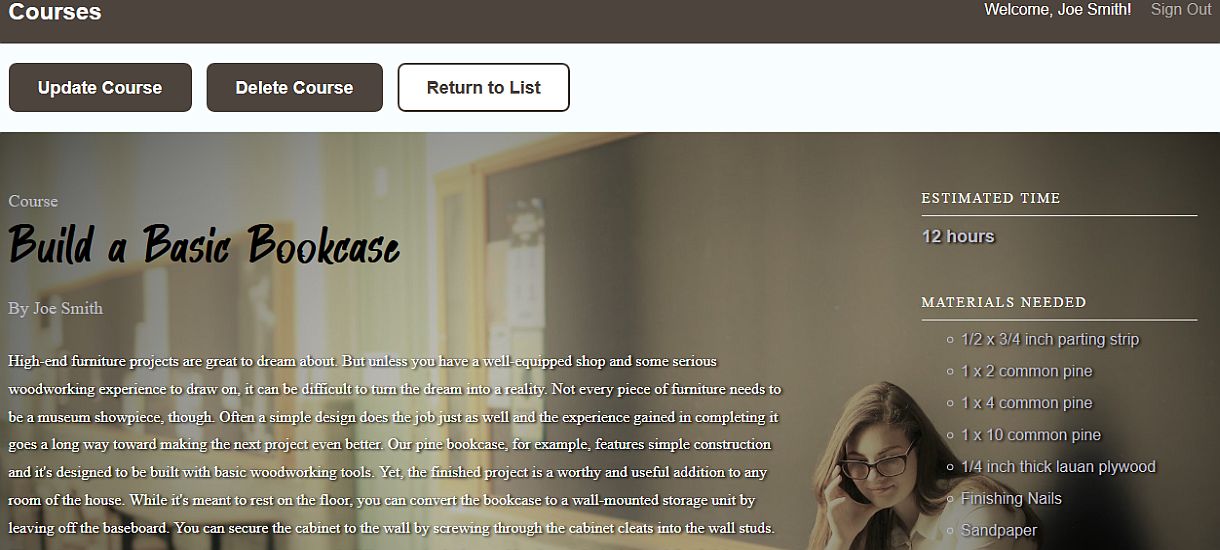 Courses
Welcome, Joe Smith! Sign Out
Update Course Delete Course Return to List
Course
Build a Basic Bookcase
By Joe Smith
High-end furniture projects are great to dream about. But unless you have a well-equipped shop and some serious
woodworking experience to draw on, it can be difficult to turn the dream into a reality. Not every piece of furniture needs to
be a museum showpiece, though. Often a simple design does the job just as well and the experience gained in completing it
goes a long way toward making the next project even better. Our pine bookcase, for example, features simple construction
and it's designed to be built with basic woodworking tools. Yet, the finished project is a worthy and useful addition to any
room of the house. While it's meant to rest on the floor, you can convert the bookcase to a wall-mounted storage unit by
leaving off the baseboard. You can secure the cabinet to the wall by screwing through the cabinet cleats into the wall studs.
ESTIMATED TIME
12 hours
MATERIALS NEEDED
1/2 x 3/4 inch parting strip
1 x 2 common pine
1 x 4 common pine
1 x 10 common pine
1/4 inch thick lauan plywood
Finishing Nails
Sandpaper